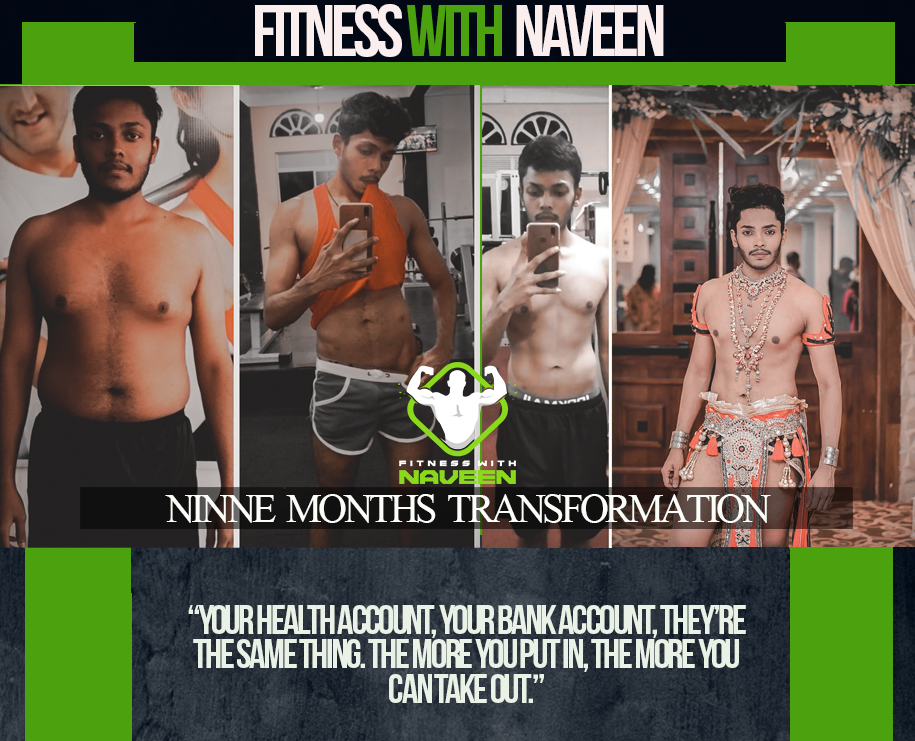 FITNESS WITH NAVEEN
FITNESS WITH
NAVEEN
NINNE MONTHS TRANSFORMATION
“YOUR HEALTH ACCOUNT, YOUR BANK ACCOUNT, THEY’RE
THE SAME THING. THE MORE YOU PUT IN, THE MORE YOU
CAN TAKE OUT.”